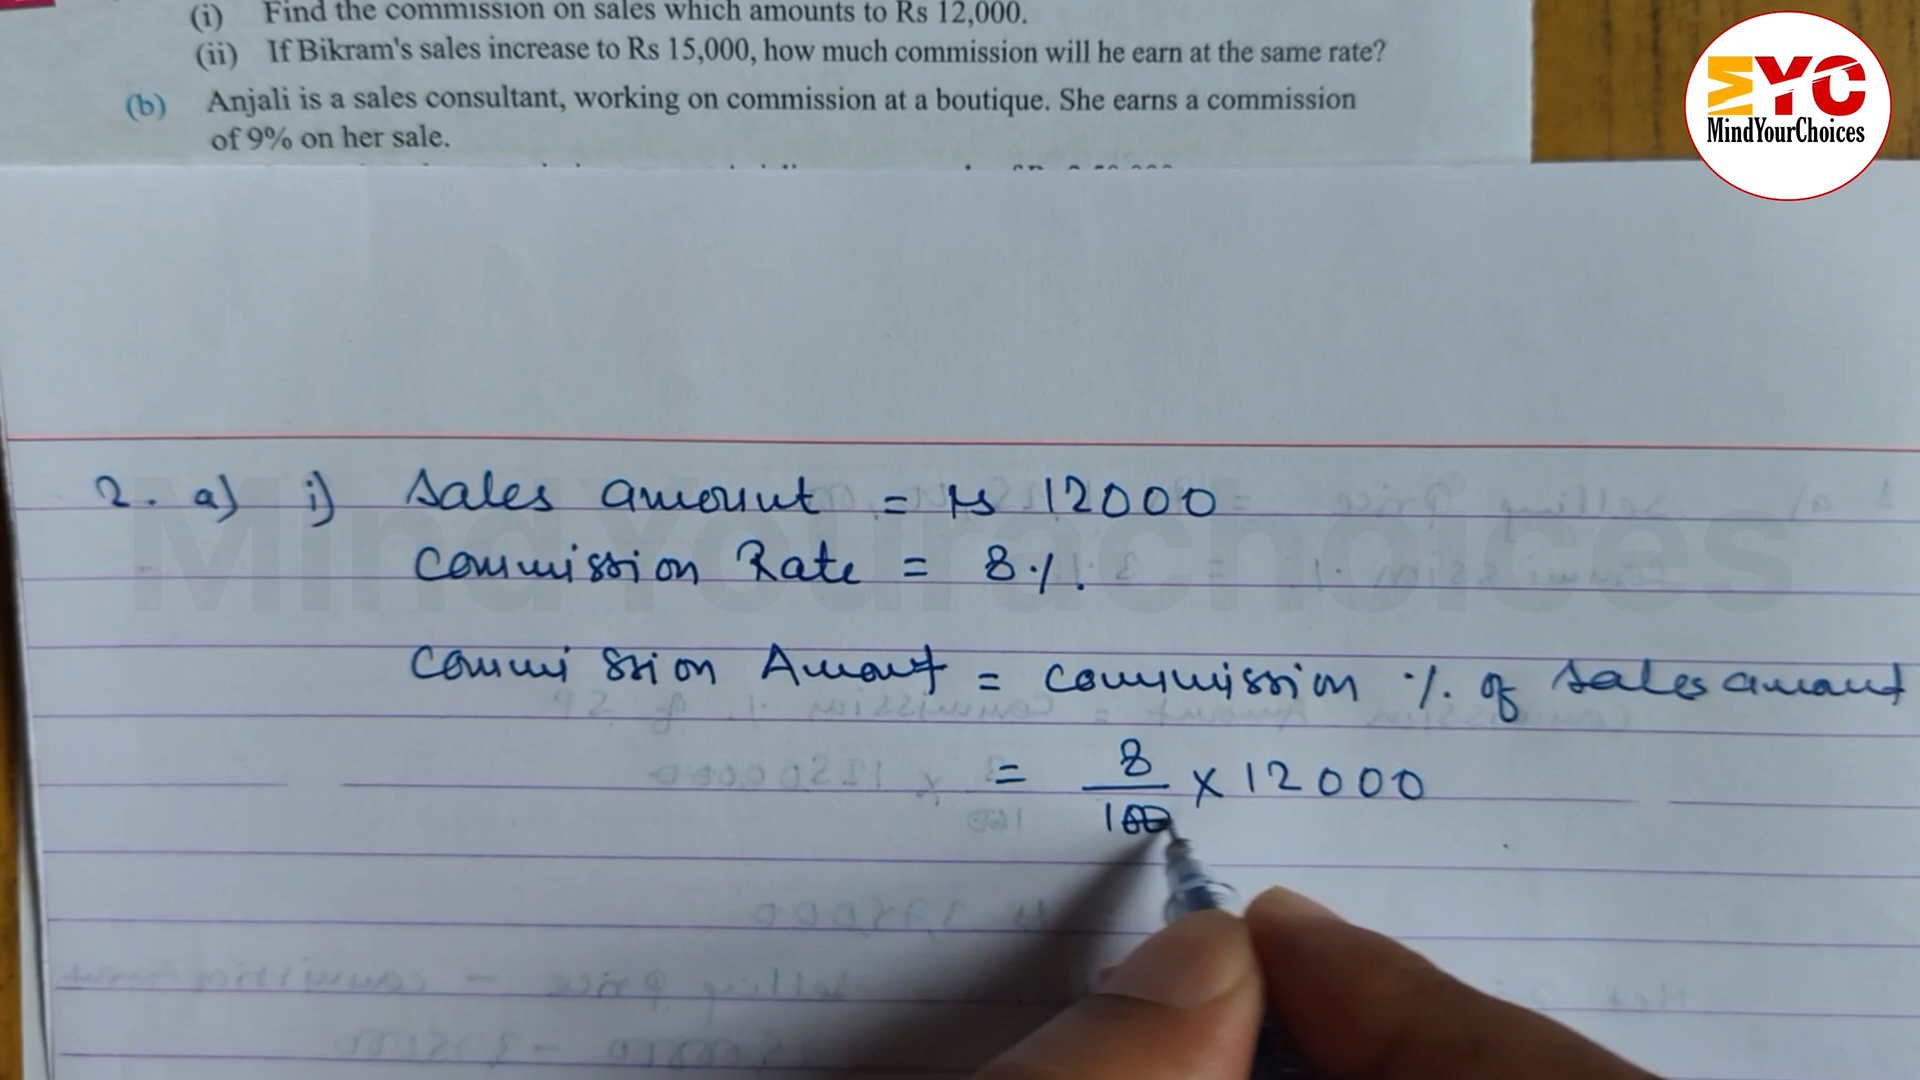 (i) Find the commission on sales which amounts to Rs 12,000.
(ii) If Bikram's sales increase to Rs 15,000, how much commission will he earn at the same rate?
(b) Anjali is a sales consultant, working on commission at a boutique. She earns a commission
of 9% on her sale.
MYC
MindYourChoices
2. a) i) Sales amount = Rs 12000
Commission Rate = 8%.
Commission Amount = commission % of sales amount
= 8/100 × 12000
MindYourachoices